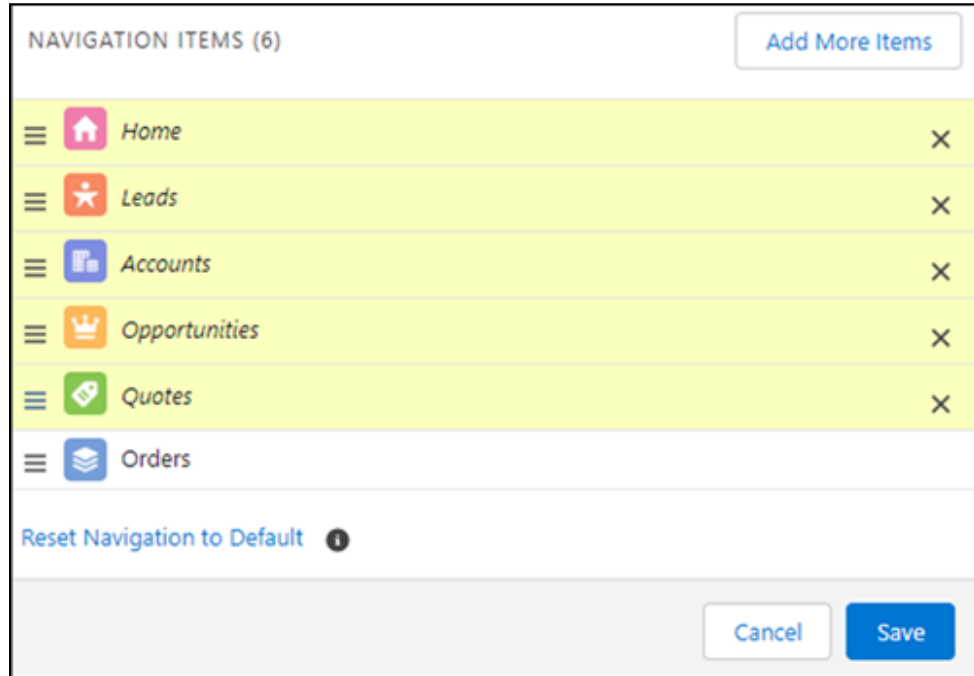 NAVIGATION ITEMS (6)
Add More Items
Home
Leads
Accounts
Opportunities
Quotes
Orders
Reset Navigation to Default
Cancel
Save